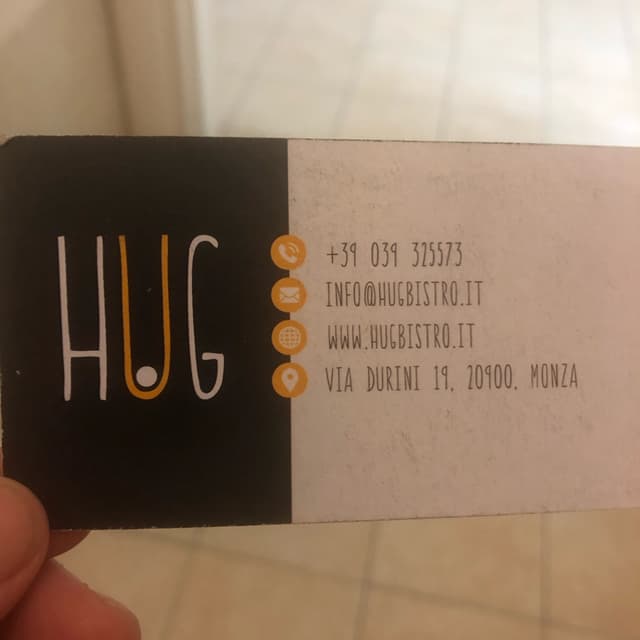 HUG
+39 039 325573
INFO@HUGBISTRO.IT
WWW.HUGBISTRO.IT
VIA DURINI 19, 20900, MONZA